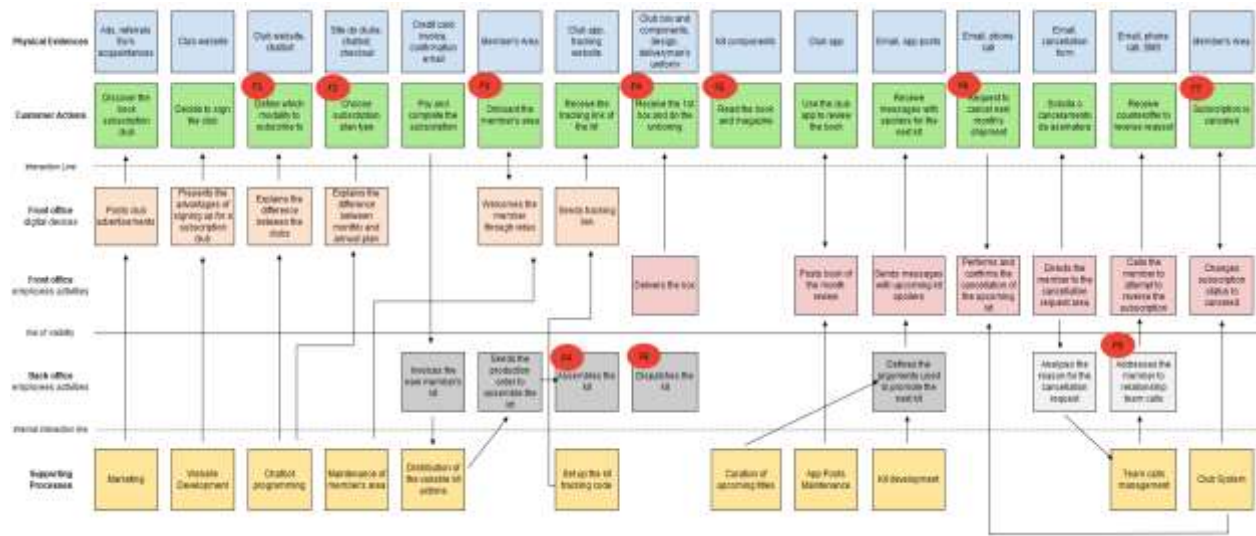 Physical Evidences
Ads, referrals
from
acquaintances
Club website
Club website,
chatbot
Site do clube,
chatbot,
checkout
Credit card
invoice,
confirmation
email
Member's Area
Club app,
tracking
website
Club box and
components,
design,
deliveryman's
uniform
Kit components
Club app
Email, app posts
Email, phone
call
Email,
cancellation
form
Email, phone
call, SMS
Member's Area
Customer Actions
Discover the
book
subscription
club
Decide to sign
the club
F1
Define which
modality to
subscribe to
F2
Choose
subscription
plan type
Pay and
complete the
subscription
F3
Onboard the
member's area
Receive the
tracking link of
the kit
Receive the 1st
box and do the
unboxing
Read the book
and magazine
Use the club
app to review
the book
Receive
messages with
spoilers for the
next kit
Request to
cancel next
month's
shipment
Solicita o
cancelamento
da assinatura
Receive
counteroffer to
reverse request
F7
Subscription is
canceled
Interaction Line
Front office
digital devices
Posts club
advertisements
Presents the
advantages of
signing up for a
subscription
club
Explains the
difference
between the
clubs
Explains the
difference
between
monthly and
annual plan
Welcomes the
member
through
Sends tracking
link
Front office
employees activities
Delivers the box
Posts book of
the month
review
Sends messages
with upcoming kit
spoilers
Performs and
confirms the
cancellation of
the upcoming
kit
Directs the
member to the
cancellation
request area
Calls the
member to
attempt to
reverse the
subscription
Changes
subscription
status to
canceled
line of visibility
Back office
employees activities
Invoices the
new member's
kit
Sends the
production
order to
assemble the
kit
F4
Assembles the
kit
Dispatches the
kit
Defines the
arguments used
to promote the
next kit
Analyses the
reason for the
cancellation
request
Addresses the
member to
relationship
team calls
Internal interaction line
Supporting
Processes
Marketing
Website
Development
Chatbot
programming
Maintenance of
member's area
Distribution of
the variable kit
Set up the kit
tracking code
Curation of
upcoming titles
App Posts
Maintenance
Kit development
Team calls
management
Club System